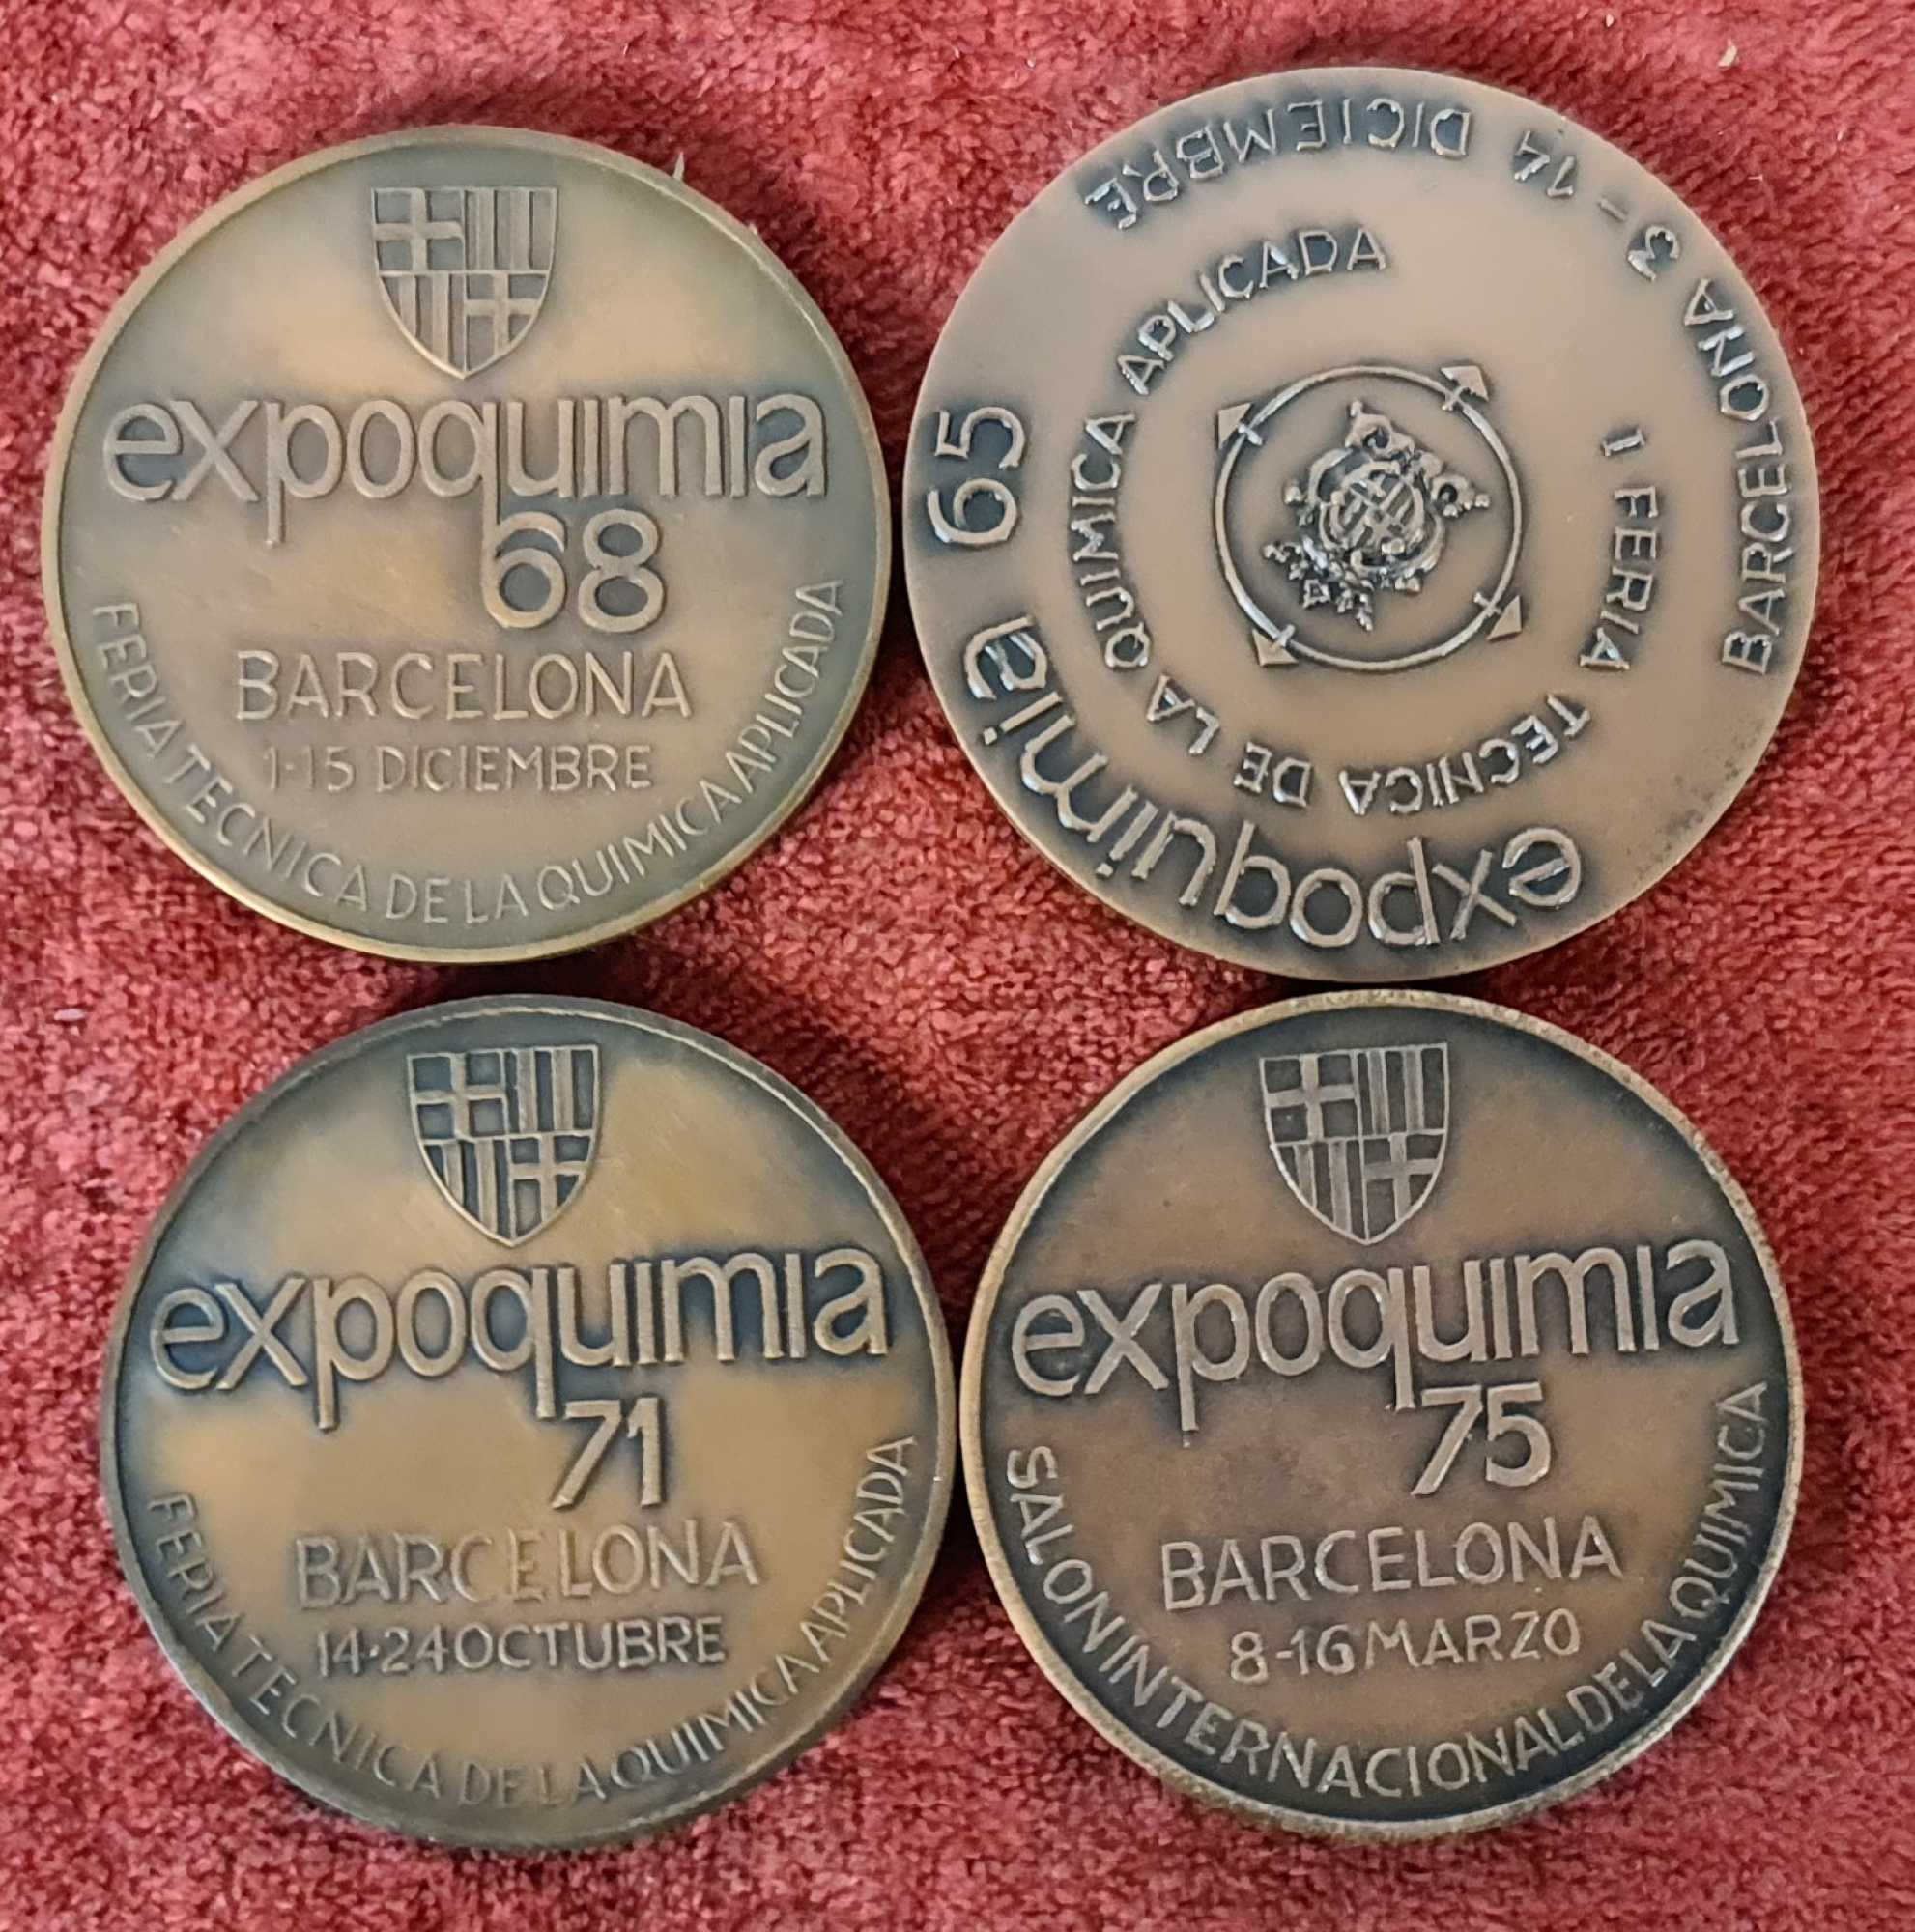 expoquimia
68
BARCELONA
1-15 DICIEMBRE
FERIA TECNICA DE LA QUIMICA APLICADA
expoquimia 65
BARCELONA 3-14 DICIEMBRE
I FERIA TECNICA DE LA QUIMICA APLICADA
expoquimia
71
BARCELONA
14-24 OCTUBRE
FERIA TECNICA DE LA QUIMICA APLICADA
expoquimia
75
BARCELONA
8-16 MARZO
SALON INTERNACIONAL DE LA QUIMICA